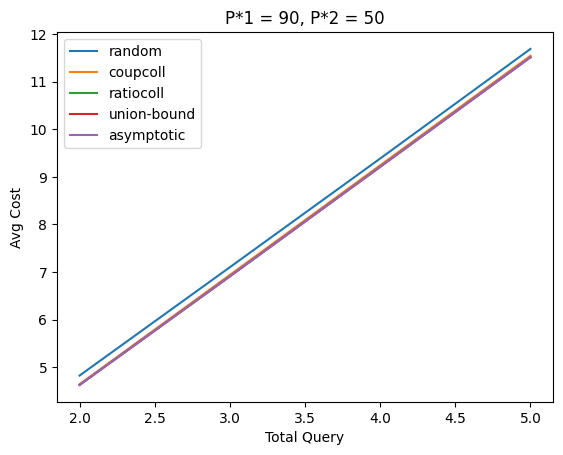 P*1 = 90, P*2 = 50
12
11
10
9
8
7
6
5
Avg Cost
random
coupcoll
ratiocoll
union-bound
asymptotic
2.0 2.5 3.0 3.5 4.0 4.5 5.0
Total Query